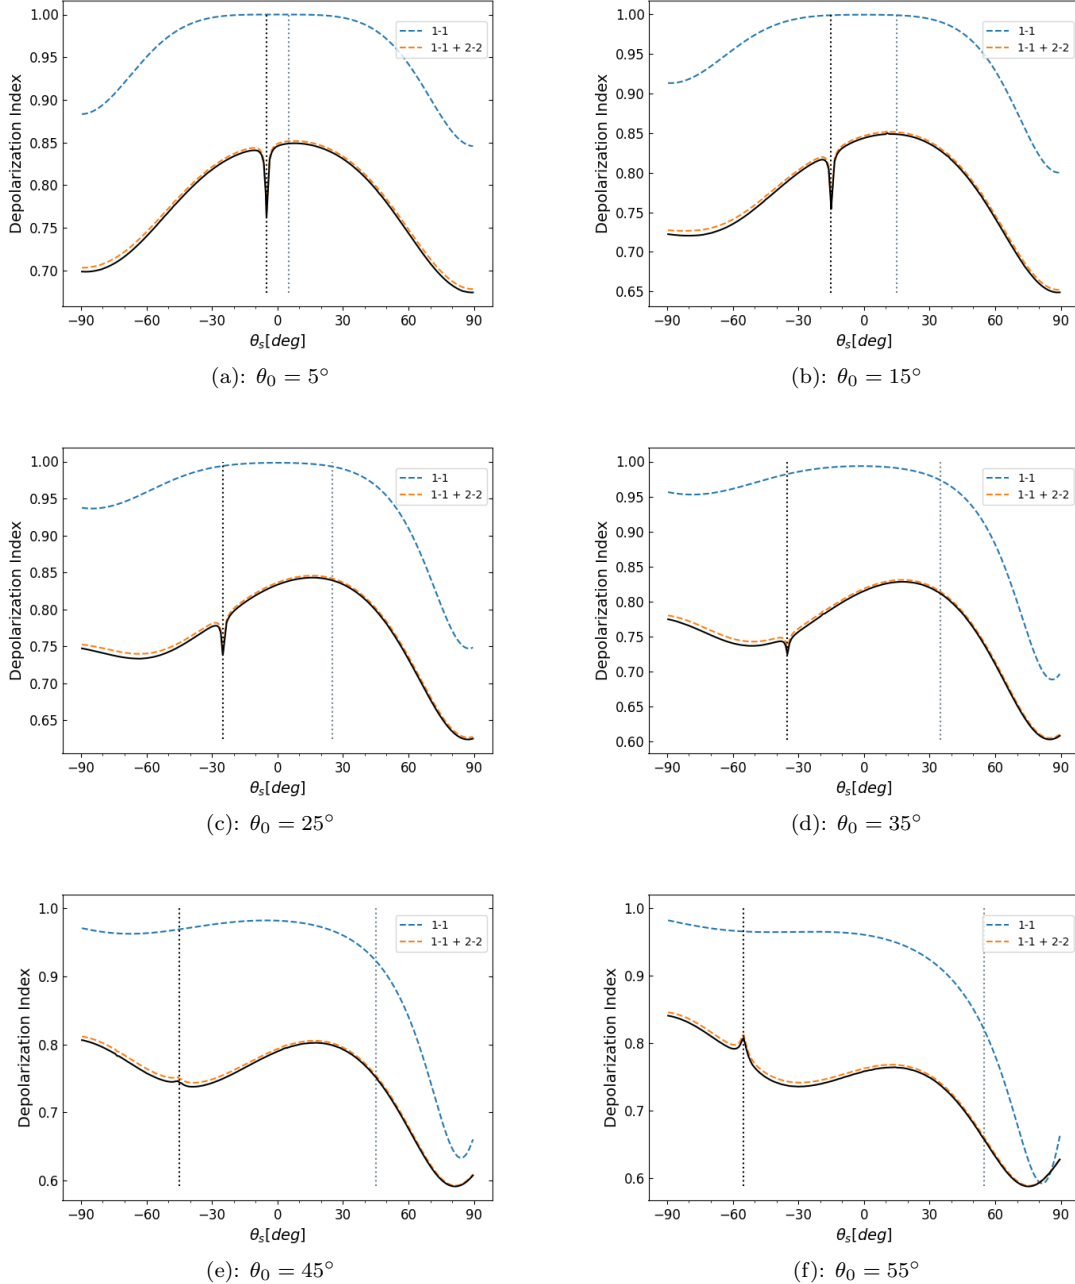 1.00
0.95
0.90
0.85
0.80
0.75
0.70
Depolarization Index
1-1
1-1 + 2-2
−90 −60 −30 0 30 60 90
θs[deg]
(a): θ0 = 5°
1.00
0.95
0.90
0.85
0.80
0.75
0.70
0.65
Depolarization Index
1-1
1-1 + 2-2
−90 −60 −30 0 30 60 90
θs[deg]
(b): θ0 = 15°
1.00
0.95
0.90
0.85
0.80
0.75
0.70
0.65
Depolarization Index
1-1
1-1 + 2-2
−90 −60 −30 0 30 60 90
θs[deg]
(c): θ0 = 25°
1.00
0.95
0.90
0.85
0.80
0.75
0.70
0.65
0.60
Depolarization Index
1-1
1-1 + 2-2
−90 −60 −30 0 30 60 90
θs[deg]
(d): θ0 = 35°
1.0
0.9
0.8
0.7
0.6
Depolarization Index
1-1
1-1 + 2-2
−90 −60 −30 0 30 60 90
θs[deg]
(e): θ0 = 45°
1.0
0.9
0.8
0.7
0.6
Depolarization Index
1-1
1-1 + 2-2
−90 −60 −30 0 30 60 90
θs[deg]
(f): θ0 = 55°